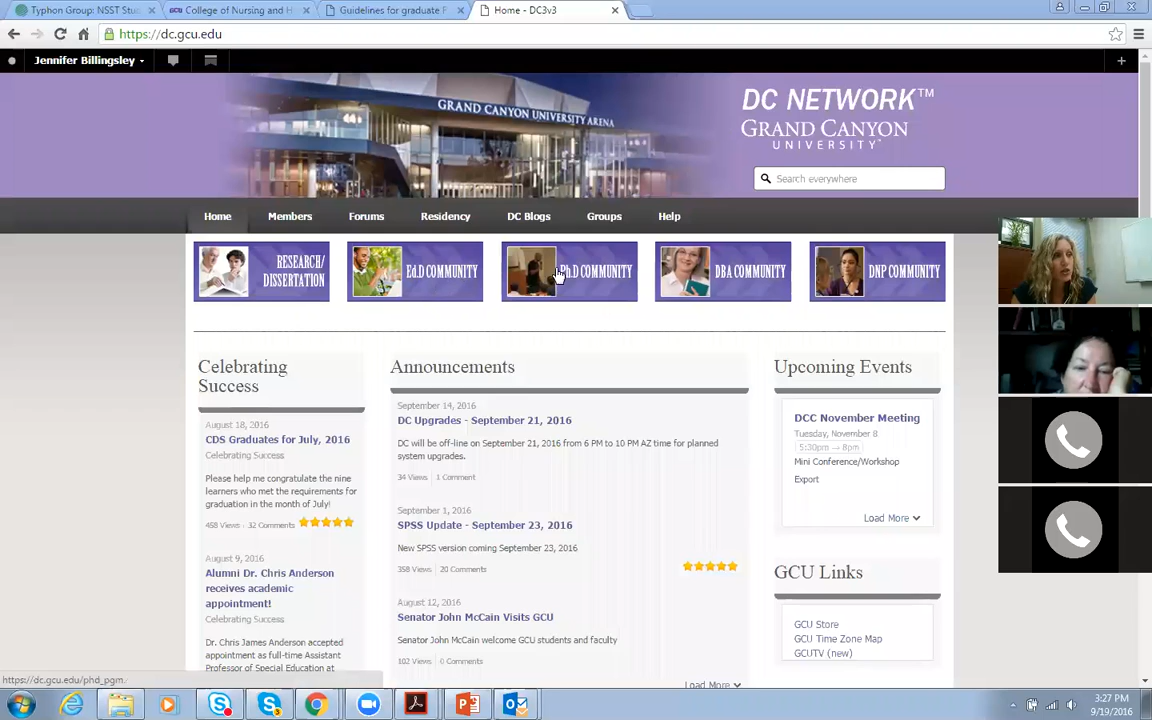 Typhon Group: NSST Stu
College of Nursing and H
Guidelines for graduate P
Home - DC3v3
https://dc.gcu.edu
Jennifer Billingsley
GRAND CANYON UNIVERSITY ARENA
DC NETWORK™
GRAND CANYON
UNIVERSITY
Search everywhere
Home Members Forums Residency DC Blogs Groups Help
RESEARCH/
DISSERTATION
Ed.D COMMUNITY
Ph.D COMMUNITY
DBA COMMUNITY
DNP COMMUNITY
Celebrating
Success
August 18, 2016
CDS Graduates for July, 2016
Celebrating Success
Please help me congratulate the nine
learners who met the requirements for
graduation in the month of July!
458 Views 32 Comments
August 9, 2016
Alumni Dr. Chris Anderson
receives academic
appointment!
Celebrating Success
Dr. Chris James Anderson accepted
appointment as full-time Assistant
Professor of Special Education at
Announcements
September 14, 2016
DC Upgrades - September 21, 2016
DC will be off-line on September 21, 2016 from 6 PM to 10 PM AZ time for planned
system upgrades.
34 Views 1 Comment
September 1, 2016
SPSS Update - September 23, 2016
New SPSS version coming September 23, 2016
358 Views 20 Comments
August 12, 2016
Senator John McCain Visits GCU
Senator John McCain welcome GCU students and faculty
102 Views 0 Comments
Load More
Upcoming Events
DCC November Meeting
Tuesday, November 8
5:30pm → 8pm
Mini Conference/Workshop
Export
Load More
GCU Links
GCU Store
GCU Time Zone Map
GCUTV (new)
https://dc.gcu.edu/phd_pgm.
3:27 PM
9/19/2016